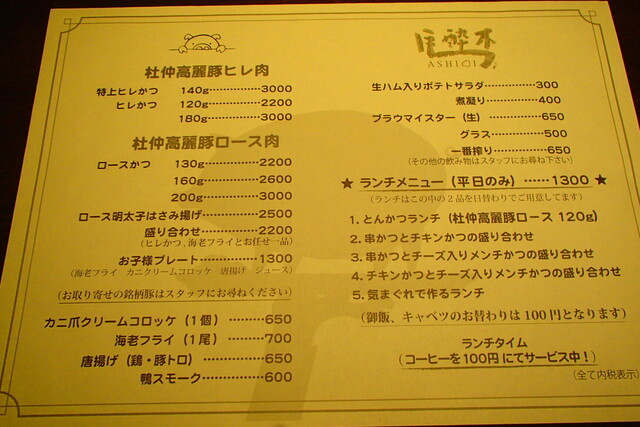 杜仲高麗豚ヒレ肉
特上ヒレかつ 140g……………3000
ヒレかつ 120g……………2200
180g……………3000
杜仲高麗豚ロース肉
ロースかつ 130g……………2200
160g……………2600
200g……………3000
ロース明太子はさみ揚げ……………2500
盛り合わせ……………2200
(ヒレかつ、海老フライとお任せ一品)
お子様プレート……………1300
(海老フライ カニクリームコロッケ 唐揚げ ジュース)
(お取り寄せの銘柄豚はスタッフにお尋ねください)
カニ爪クリームコロッケ(1個)……………650
海老フライ(1尾)……………700
唐揚げ(鶏・豚トロ)……………650
鴨スモーク……………600
ASHIBI
生ハム入りポテトサラダ……………300
煮凝り……………400
ブラウマイスター(生)……………650
グラス……………500
一番搾り……………650
(その他の飲み物はスタッフにお尋ね下さい)
★ ランチメニュー(平日のみ)……1300 ★
(ランチはこの中の2品を日替わりでご用意してます)
1. とんかつランチ(杜仲高麗豚ロース 120g)
2. 串かつとチキンかつの盛り合わせ
3. 串かつとチーズ入りメンチかつの盛り合わせ
4. チキンかつとチーズ入りメンチかつの盛り合わせ
5. 気まぐれで作るランチ
(御飯、キャベツのお替わりは100円となります)
ランチタイム
(コーヒーを100円にてサービス中!)
(全て内税表示)